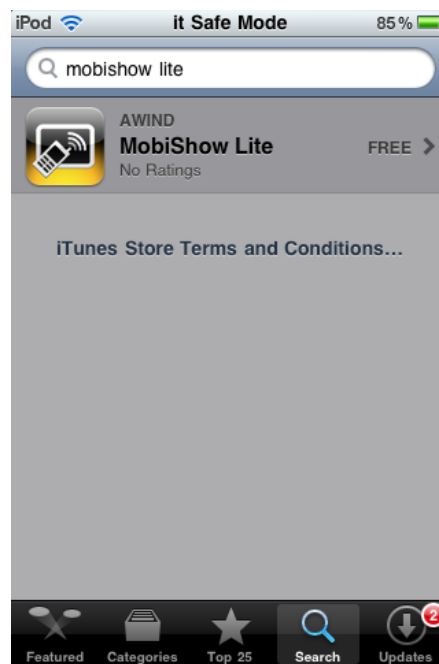 iPod it Safe Mode 85%
mobishow lite
AWIND
MobiShow Lite FREE
No Ratings
iTunes Store Terms and Conditions...
2
Featured Categories Top 25 Search Updates